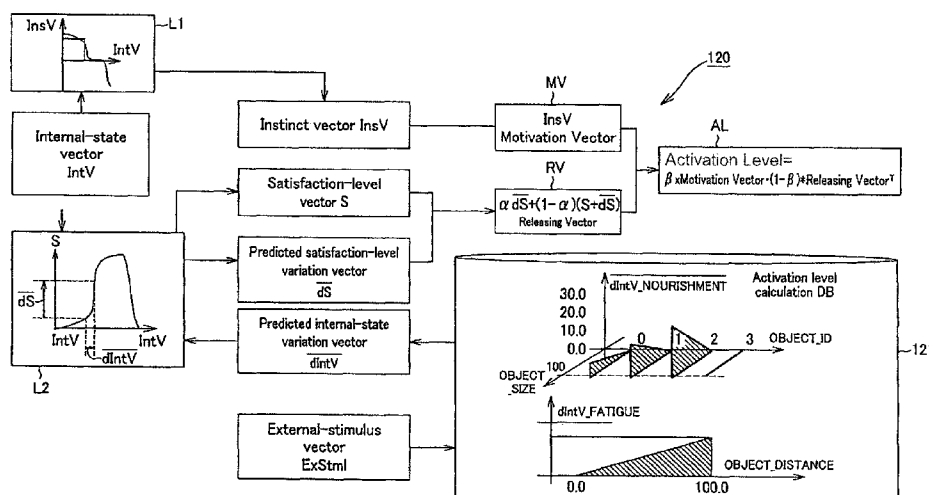 InsV
IntV
L1
120
Internal-state
vector
IntV
Instinct vector InsV
MV
InsV
Motivation Vector
AL
Activation Level=
β xMotivation Vector·(1-β)*Releasing Vectorᵀ
Satisfaction-level
vector S
RV
α dS+(1-α)(S+dS)
Releasing Vector
S
dS
IntV
IntV
dIntV
L2
Predicted satisfaction-level
variation vector
dS
Predicted internal-state
variation vector
dIntV
External-stimulus
vector
ExStml
dIntV_NOURISHMENT
Activation level
calculation DB
30.0
20.0
10.0
0.0
0
1
2
3
OBJECT_ID
100
OBJECT
_SIZE
12
dIntV_FATIGUE
OBJECT_DISTANCE
0.0
100.0